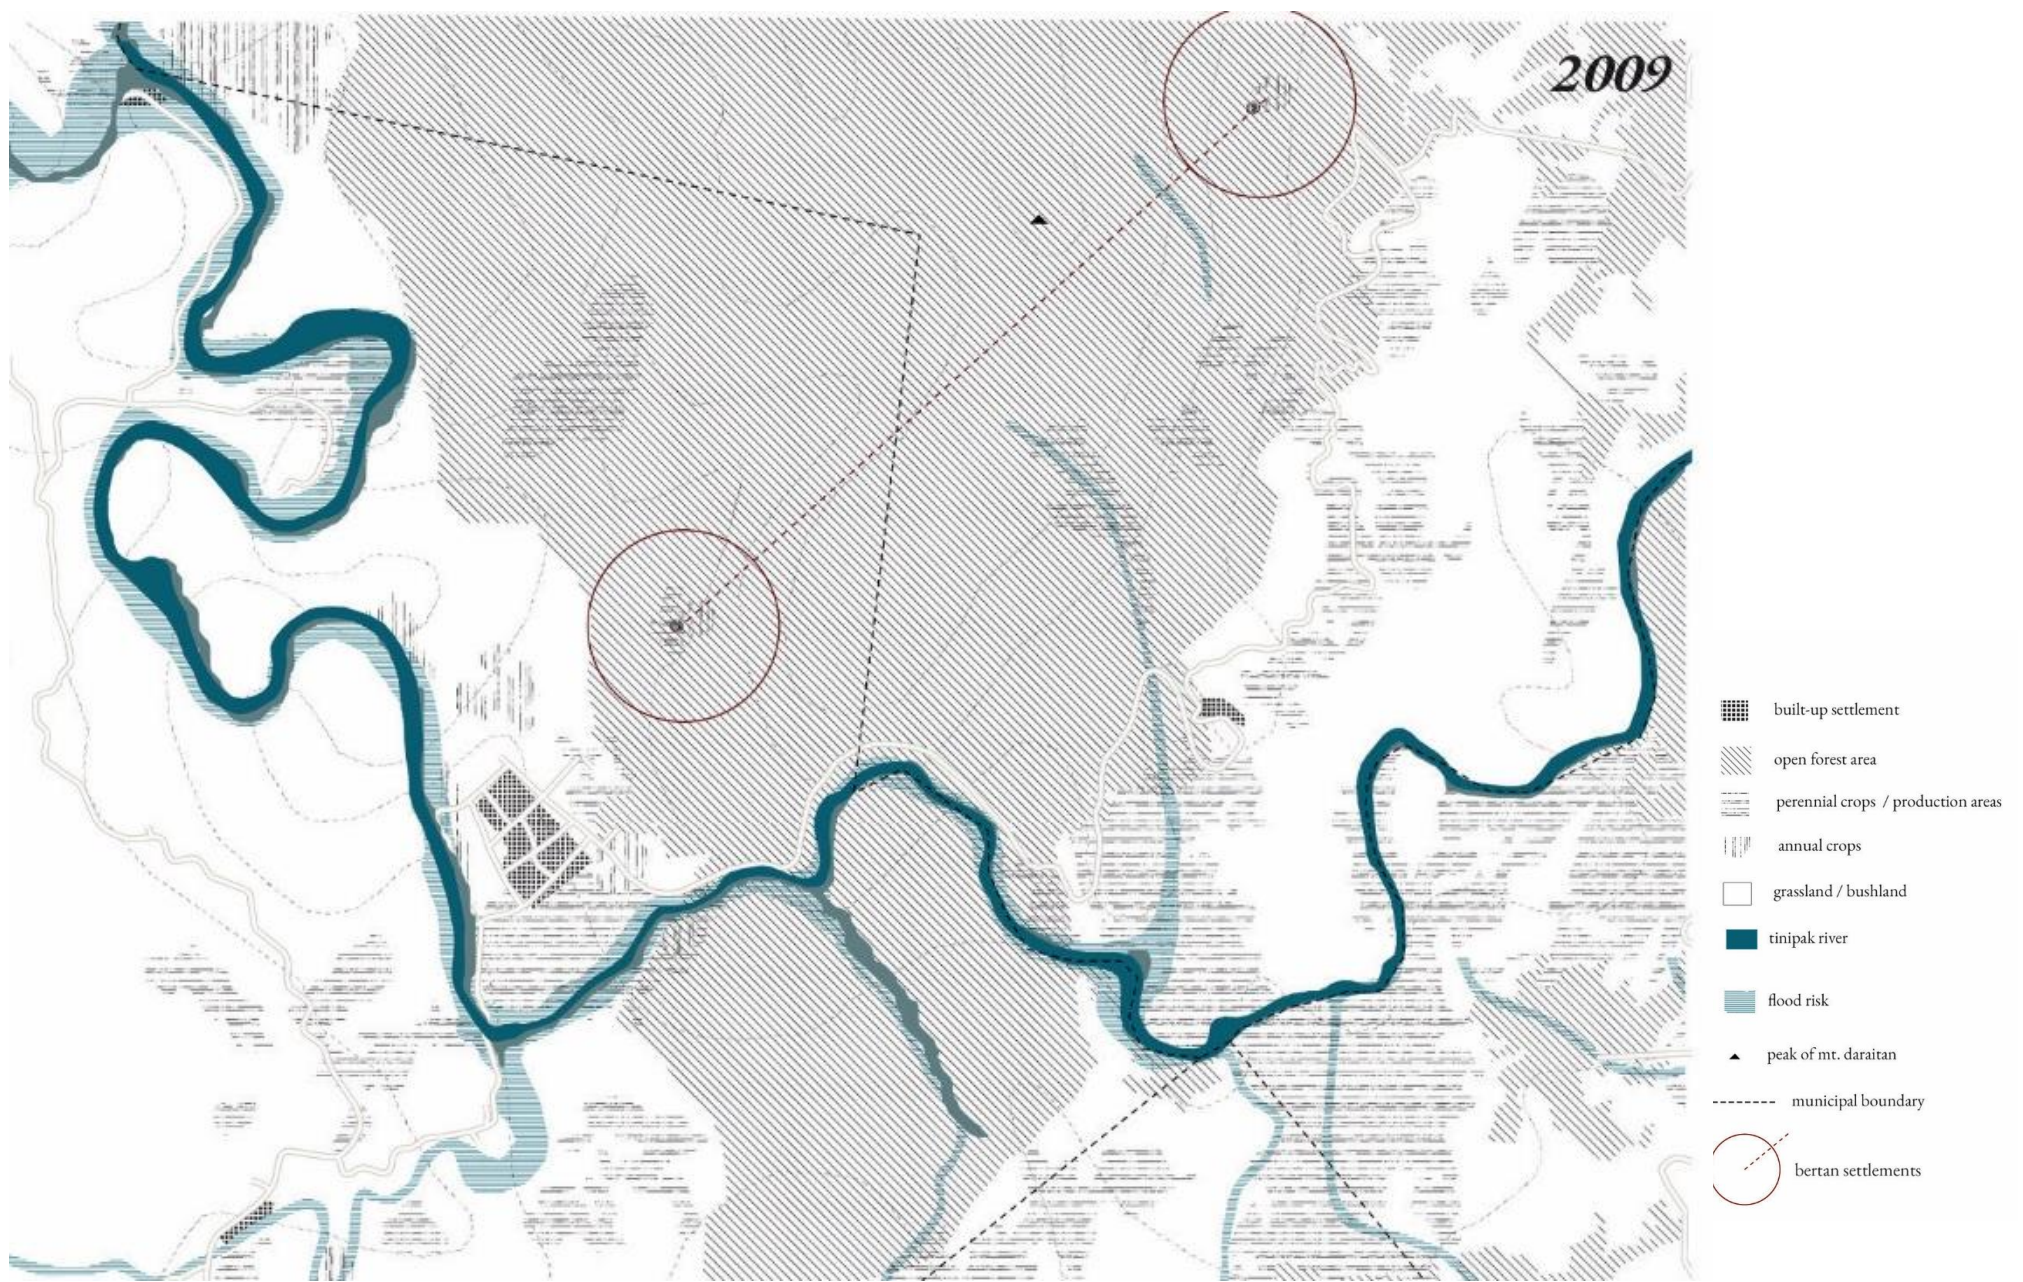 2009
built-up settlement
open forest area
perennial crops / production areas
annual crops
grassland / bushland
tinipak river
flood risk
peak of mt. daraitan
municipal boundary
bertan settlements